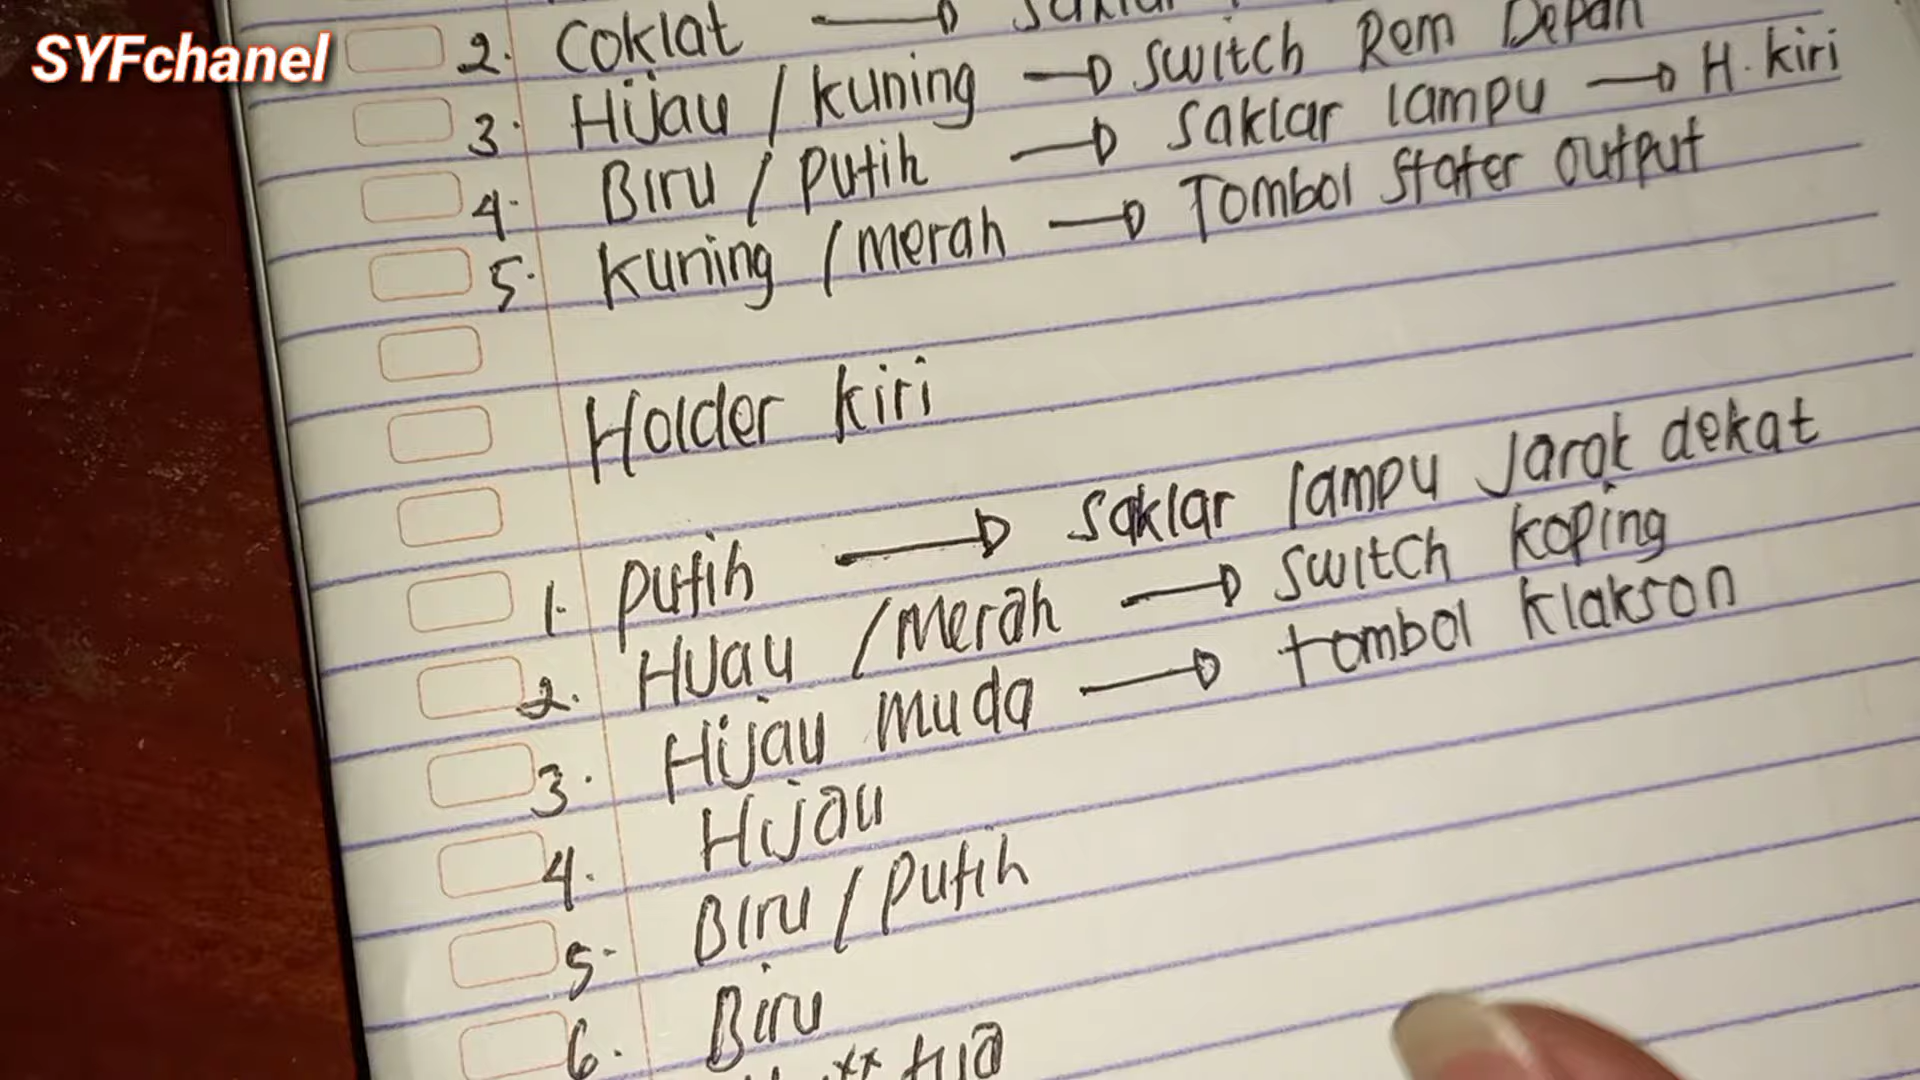 SYFchanel
2. Coklat →
3. Hijau / kuning → Switch Rem Depan
4. Biru / Putih → Saklar lampu → H. kiri
5. kuning / merah → Tombol Stater output
Holder kiri
1. putih → Saklar lampu Jarak dekat
2. Hijau / Merah → Switch koping
3. Hijau muda → tombol klakson
4. Hijau
5. Biru / Putih
6. Biru